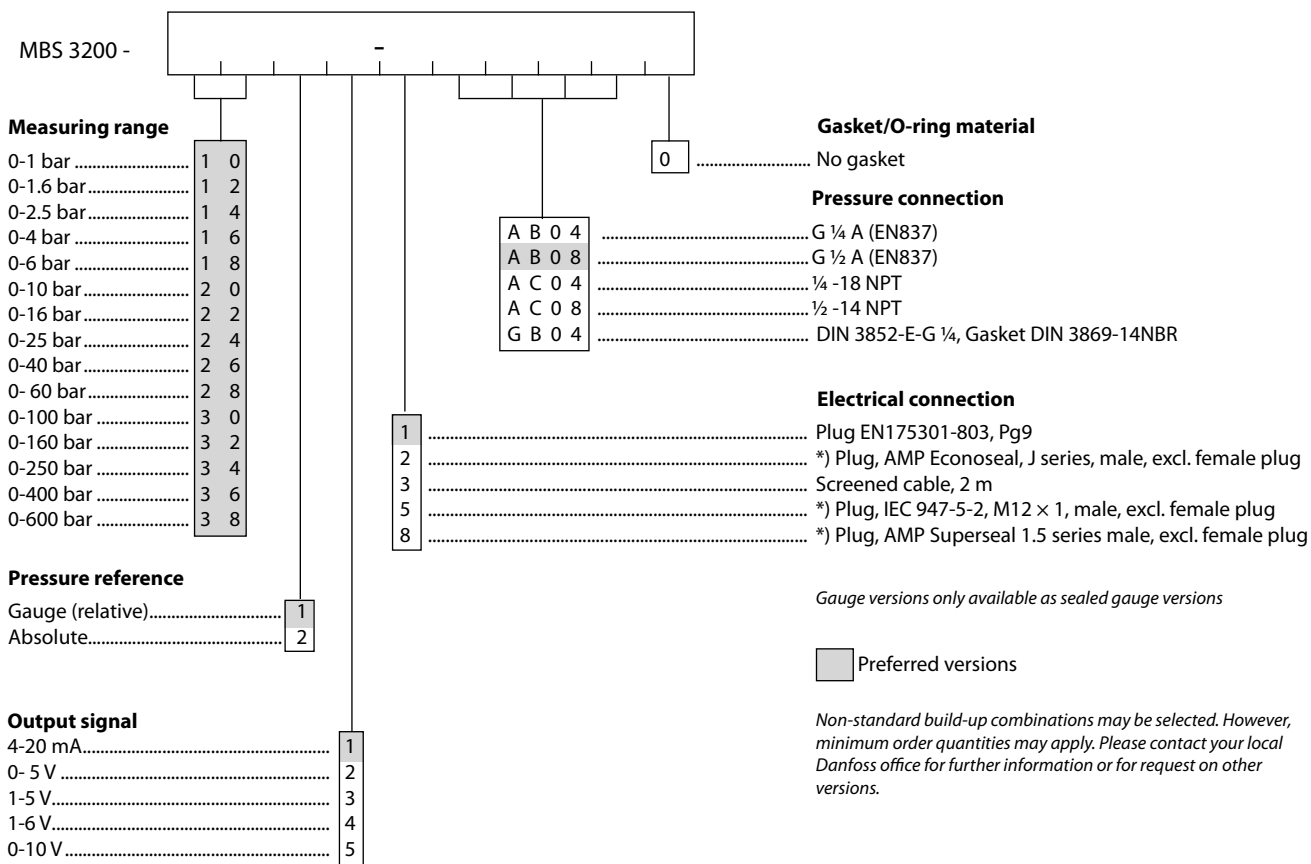 MBS 3200 - -
Measuring range
0-1 bar ........................ 1 0
0-1.6 bar ..................... 1 2
0-2.5 bar ..................... 1 4
0-4 bar ........................ 1 6
0-6 bar ........................ 1 8
0-10 bar ...................... 2 0
0-16 bar ...................... 2 2
0-25 bar ...................... 2 4
0-40 bar ...................... 2 6
0- 60 bar ..................... 2 8
0-100 bar .................... 3 0
0-160 bar .................... 3 2
0-250 bar .................... 3 4
0-400 bar .................... 3 6
0-600 bar .................... 3 8
Pressure reference
Gauge (relative) ............................. 1
Absolute .......................................... 2
Output signal
4-20 mA ........................................................ 1
0- 5 V ............................................................ 2
1-5 V .............................................................. 3
1-6 V .............................................................. 4
0-10 V ............................................................ 5
Gasket/O-ring material
0 ......................... No gasket
Pressure connection
A B 0 4 ............................................. G ¼ A (EN837)
A B 0 8 ............................................. G ½ A (EN837)
A C 0 4 ............................................. ¼ -18 NPT
A C 0 8 ............................................. ½ -14 NPT
G B 0 4 ............................................. DIN 3852-E-G ¼, Gasket DIN 3869-14NBR
Electrical connection
1 ..................................................................................... Plug EN175301-803, Pg9
2 ..................................................................................... *) Plug, AMP Econoseal, J series, male, excl. female plug
3 ..................................................................................... Screened cable, 2 m
5 ..................................................................................... *) Plug, IEC 947-5-2, M12 × 1, male, excl. female plug
8 ..................................................................................... *) Plug, AMP Superseal 1.5 series male, excl. female plug
Gauge versions only available as sealed gauge versions
Preferred versions
Non-standard build-up combinations may be selected. However,
minimum order quantities may apply. Please contact your local
Danfoss office for further information or for request on other
versions.